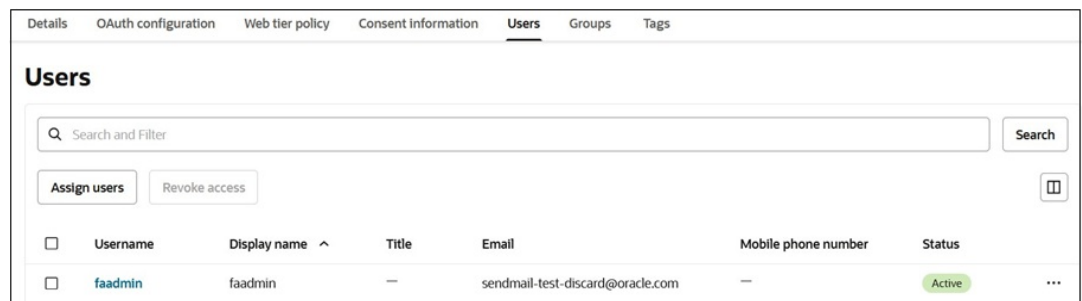 Details OAuth configuration Web tier policy Consent information Users Groups Tags
Users
Search and Filter Search
Assign users Revoke access
Username Display name Title Email Mobile phone number Status
faadmin faadmin — sendmail-test-discard@oracle.com — Active ...